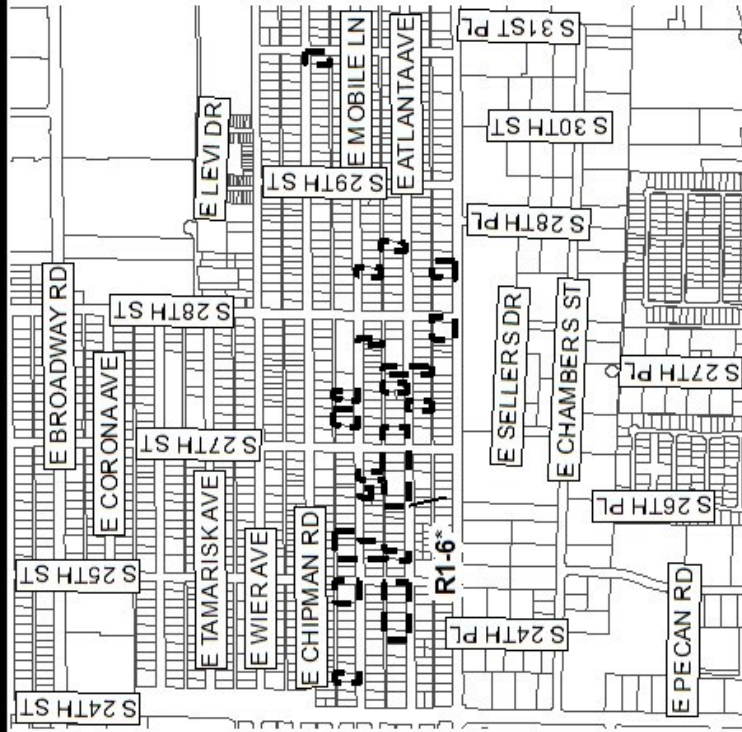 S 31ST PL
E MOBILE LN
E ATLANTA AVE
E LEVI DR
S 30TH ST
S 29TH ST
S 28TH PL
E BROADWAY RD
S 28TH ST
E SELLERS DR
E CHAMBERS ST
E CORONA AVE
S 27TH PL
S 27TH ST
E TAMARISK AVE
E WIER AVE
E CHIPMAN RD
S 26TH PL
R1-6*
S 25TH ST
E PECAN RD
S 24TH PL
S 24TH ST